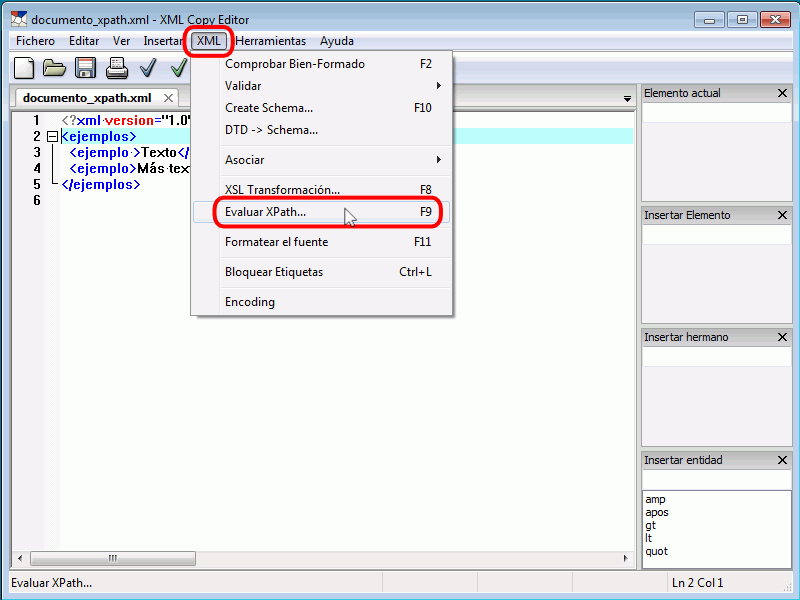 documento_xpath.xml - XML Copy Editor
Fichero Editar Ver Insertar XML Herramientas Ayuda
documento_xpath.xml
1 <?xml version="1.0"
2 <ejemplos>
3 <ejemplo >Texto</
4 <ejemplo>Más tex
5 </ejemplos>
6
Comprobar Bien-Formado F2
Validar
Create Schema... F10
DTD -> Schema...
Asociar
XSL Transformación... F8
Evaluar XPath... F9
Formatear el fuente F11
Bloquear Etiquetas Ctrl+L
Encoding
Elemento actual
Insertar Elemento
Insertar hermano
Insertar entidad
amp
apos
gt
lt
quot
Evaluar XPath...
Ln 2 Col 1